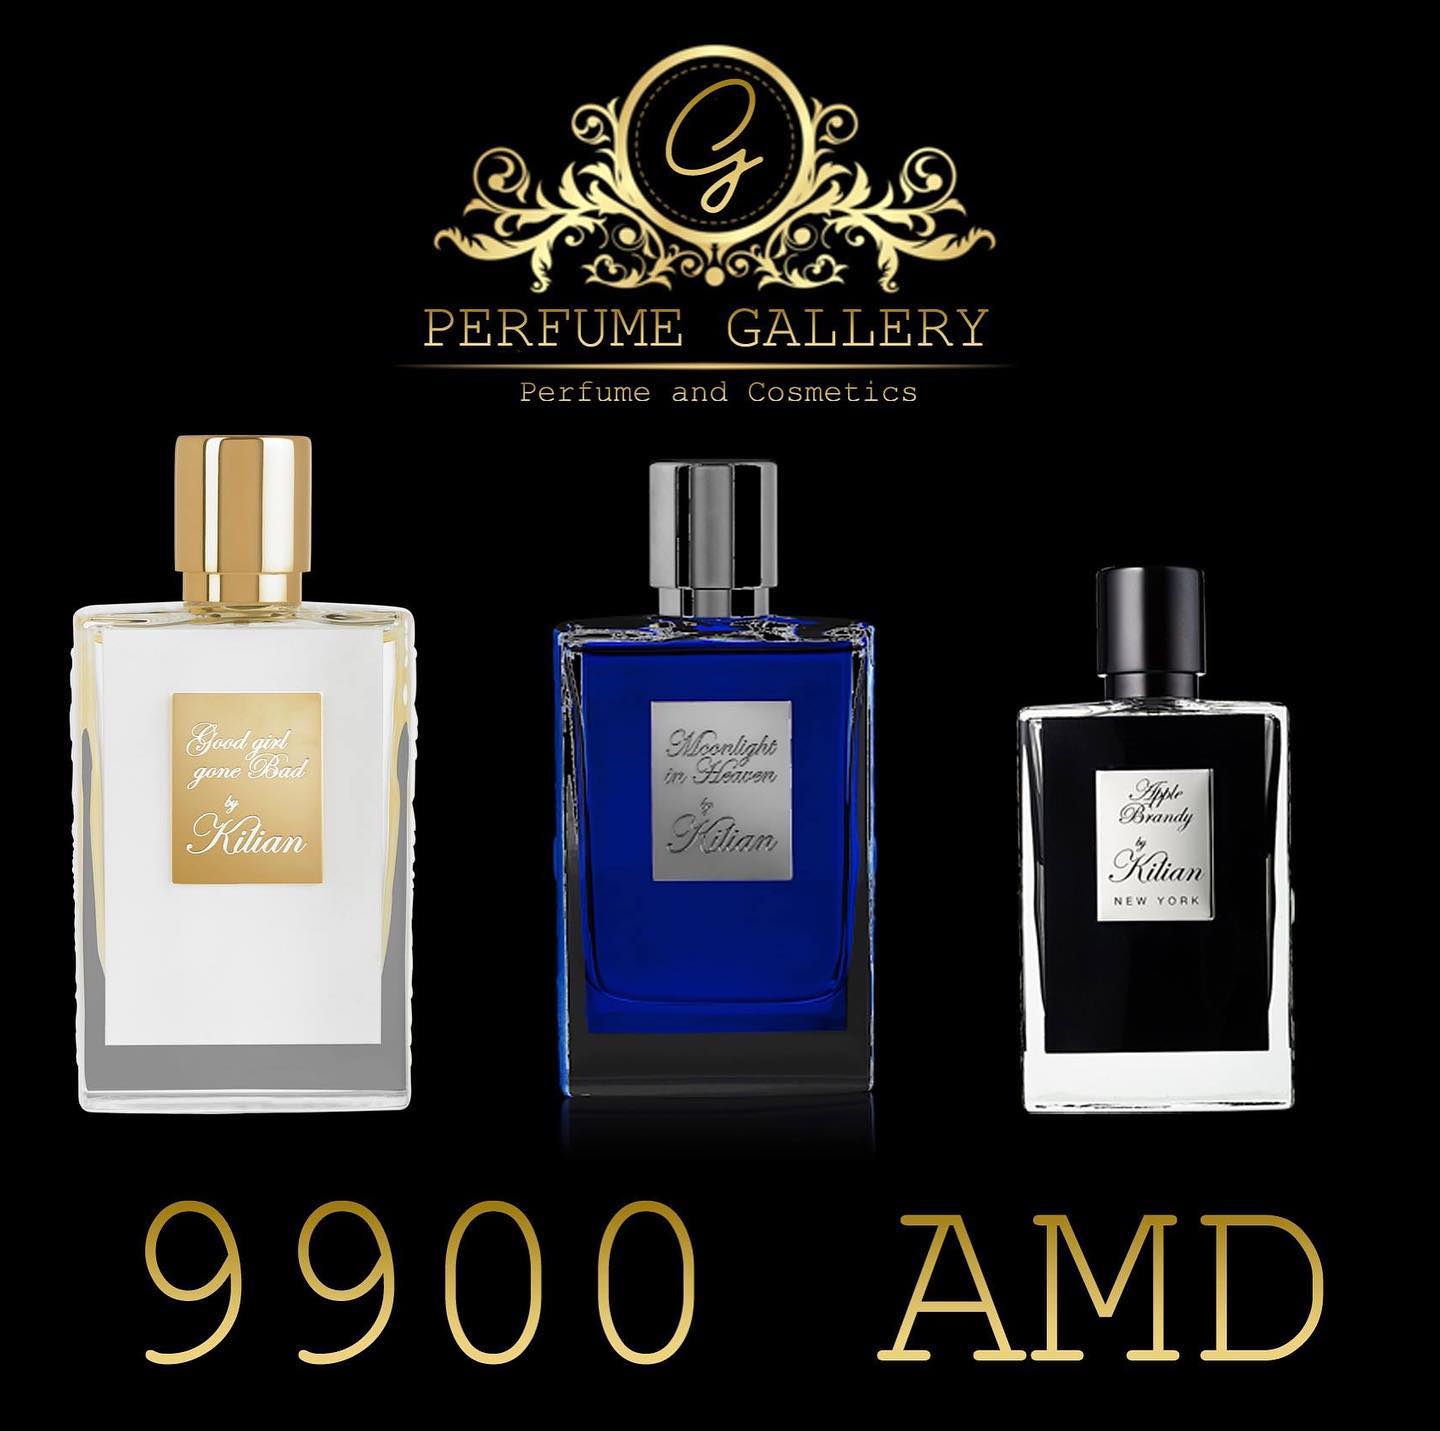 G
PERFUME GALLERY
Perfume and Cosmetics
Good girl
gone Bad
by
Kilian
Moonlight
in Heaven
by
Kilian
Apple
Brandy
by
Kilian
NEW YORK
9900 AMD